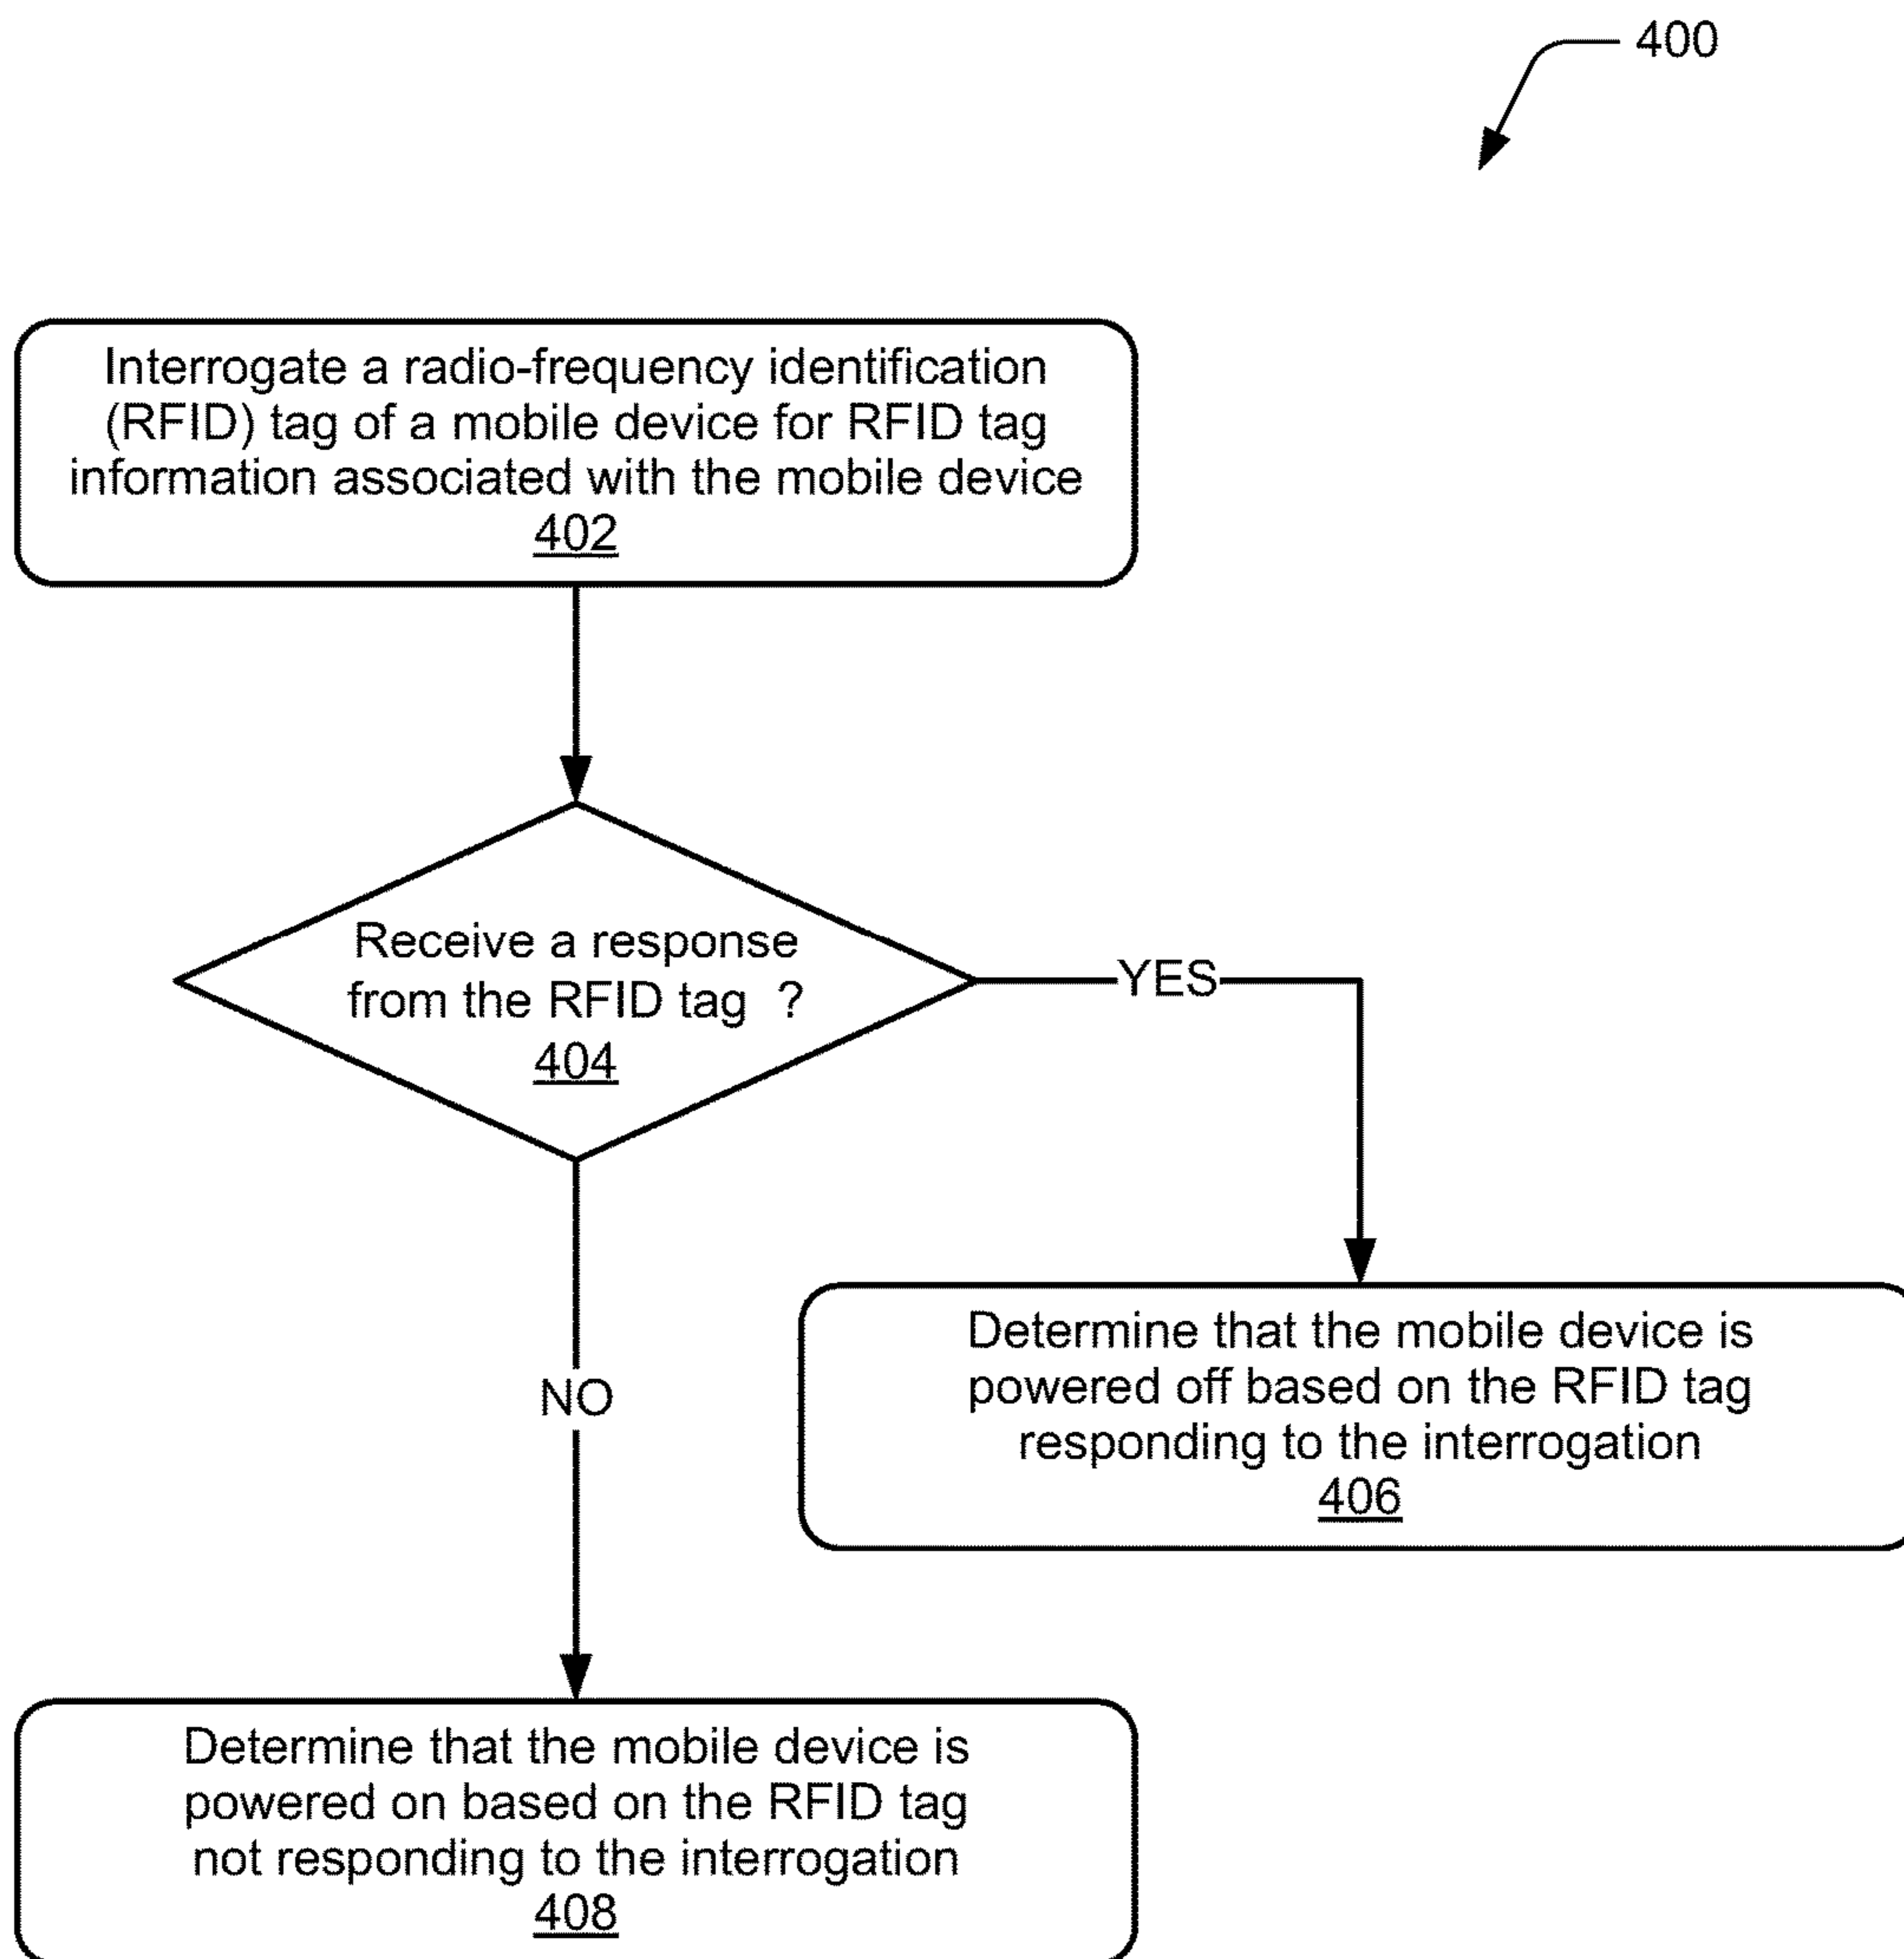 400
Interrogate a radio-frequency identification
(RFID) tag of a mobile device for RFID tag
information associated with the mobile device
402
Receive a response
from the RFID tag ?
404
YES
NO
Determine that the mobile device is
powered off based on the RFID tag
responding to the interrogation
406
Determine that the mobile device is
powered on based on the RFID tag
not responding to the interrogation
408